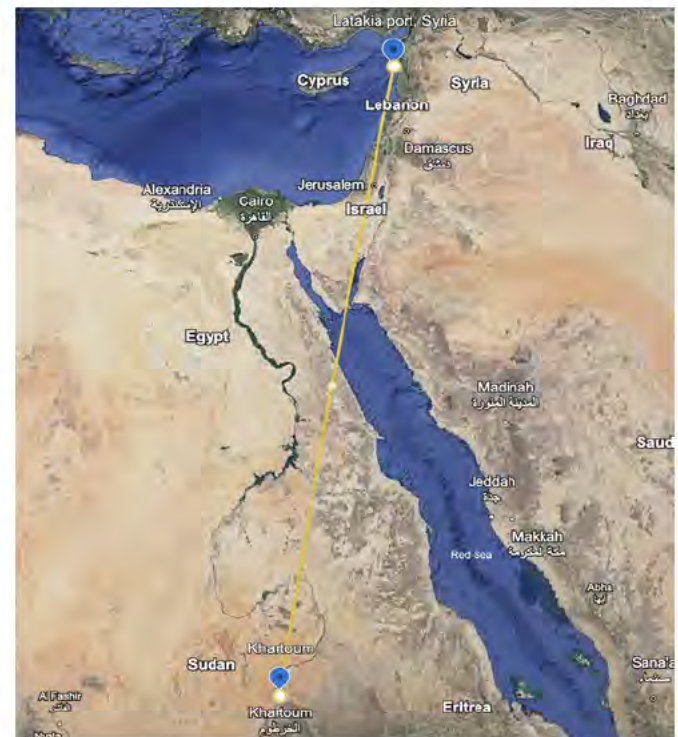 Latakia port, Syria
Cyprus
Syria
Lebanon
Baghdad
بغداد
Iraq
Damascus
دمشق
Jerusalem
Israel
Alexandria
الإسكندرية
Cairo
القاهرة
Egypt
Madinah
المدينة المنورة
Saud
Jeddah
جدة
Makkah
مكة المكرمة
Red sea
Abha
أبها
Khartoum
Sudan
Sana'a
صنعاء
Al Fashir
الفاشر
Khartoum
الخرطوم
Eritrea